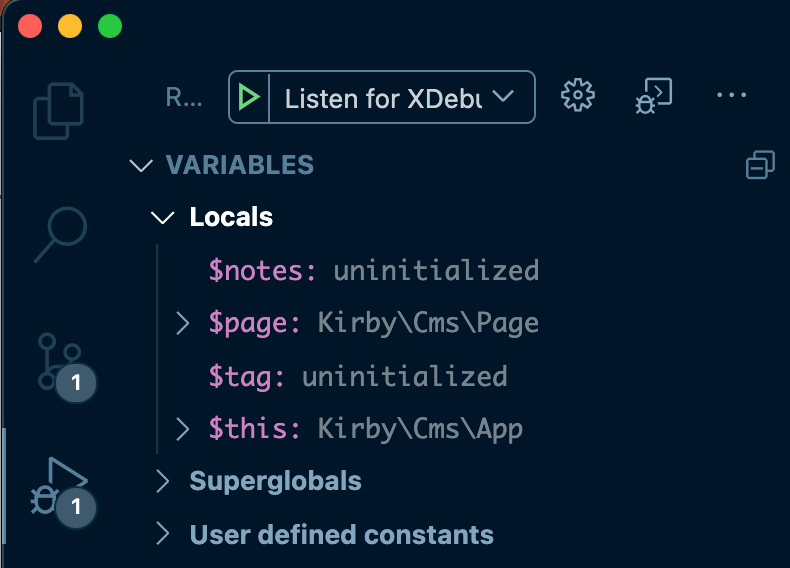 R... Listen for XDebu
VARIABLES
Locals
$notes: uninitialized
$page: Kirby\Cms\Page
$tag: uninitialized
1
$this: Kirby\Cms\App
Superglobals
1
User defined constants